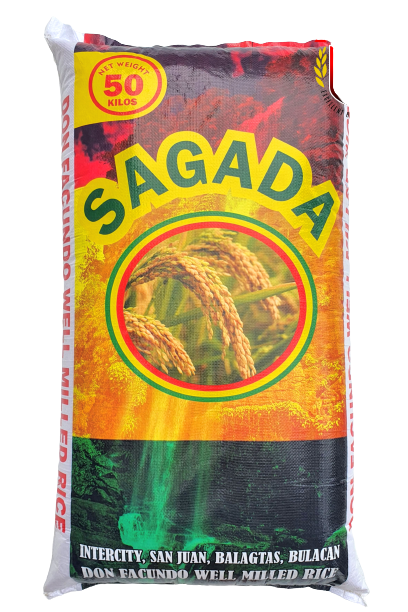 NET WEIGHT
50
KILOS
SAGADA
DON FACUNDO WELL MILLED RICE
INTERCITY, SAN JUAN, BALAGTAS, BULACAN
DON FACUNDO WELL MILLED RICE